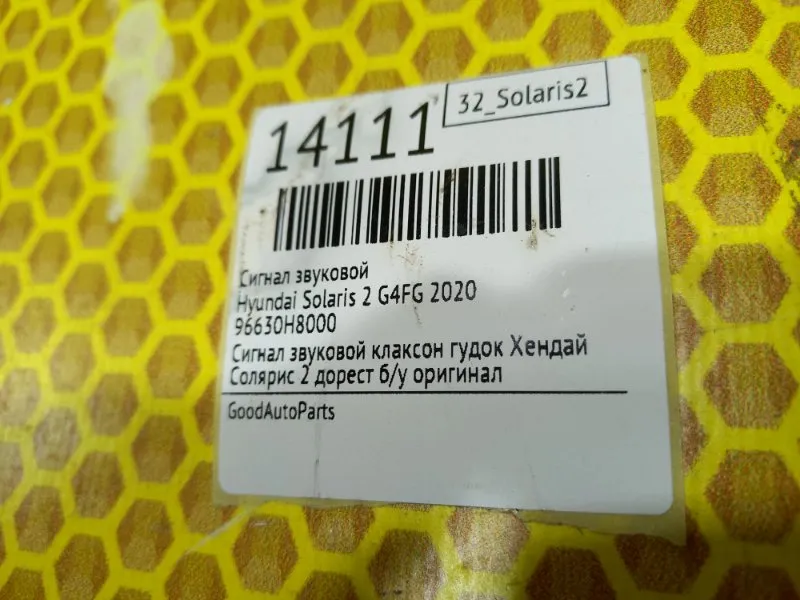 14111
32_Solaris2
Сигнал звуковой
Hyundai Solaris 2 G4FG 2020
96630H8000
Сигнал звуковой клаксон гудок Хендай
Солярис 2 дорест б/у оригинал
GoodAutoParts